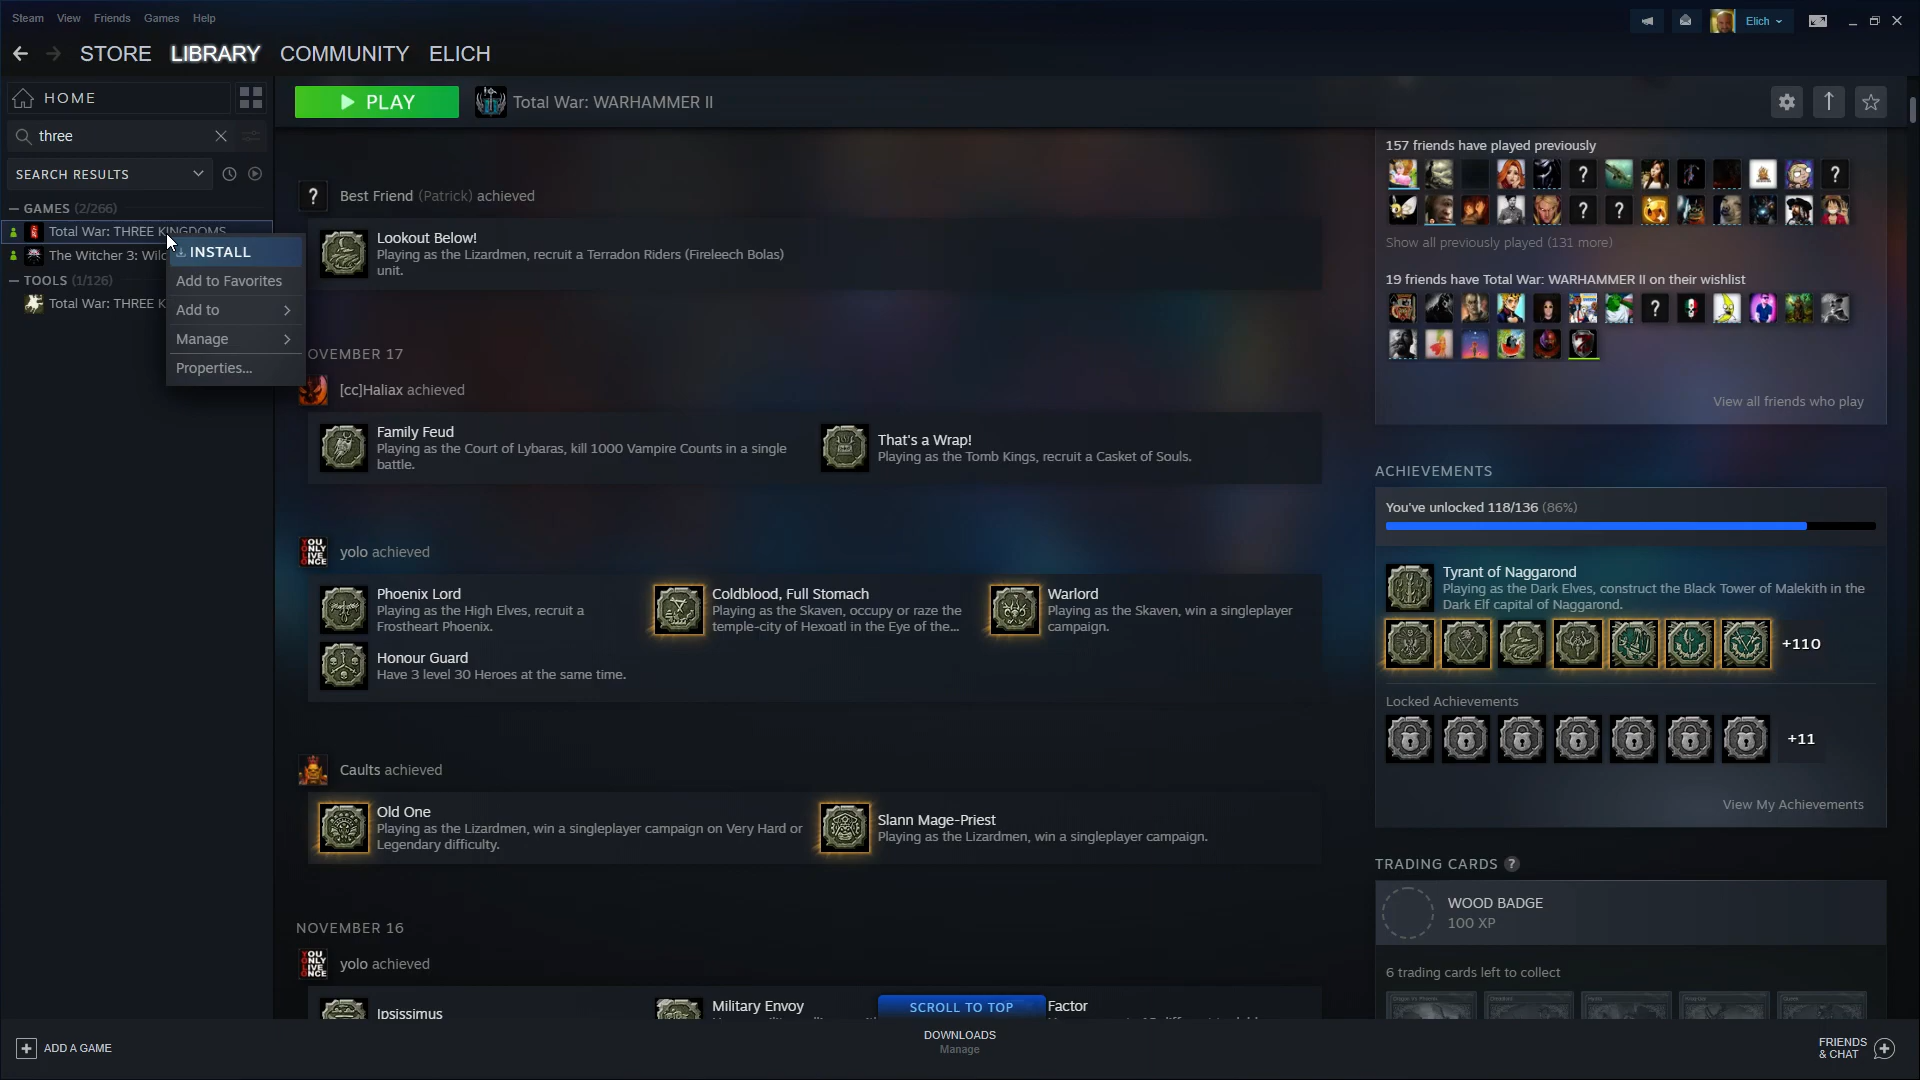 Steam View Friends Games Help
Elich
STORE LIBRARY COMMUNITY ELICH
HOME
PLAY
Total War: WARHAMMER II
three
SEARCH RESULTS
GAMES (2/266)
Total War: THREE KINGDOMS
The Witcher 3:
TOOLS (1/126)
Total War: THREE
INSTALL
Add to Favorites
Add to
Manage
Properties...
Best Friend (Patrick) achieved
Lookout Below!
Playing as the Lizardmen, recruit a Terradon Riders (Fireleech Bolas)
unit.
OVEMBER 17
[cc]Haliax achieved
Family Feud
Playing as the Court of Lybaras, kill 1000 Vampire Counts in a single
battle.
That's a Wrap!
Playing as the Tomb Kings, recruit a Casket of Souls.
YOU
ONLY
LIVE
ONCE
yolo achieved
Phoenix Lord
Playing as the High Elves, recruit a
Frostheart Phoenix.
Coldblood, Full Stomach
Playing as the Skaven, occupy or raze the
temple-city of Hexoatl in the Eye of the...
Warlord
Playing as the Skaven, win a singleplayer
campaign.
Honour Guard
Have 3 level 30 Heroes at the same time.
Caults achieved
Old One
Playing as the Lizardmen, win a singleplayer campaign on Very Hard or
Legendary difficulty.
Slann Mage-Priest
Playing as the Lizardmen, win a singleplayer campaign.
NOVEMBER 16
YOU
ONLY
LIVE
ONCE
yolo achieved
Ipsissimus
Military Envoy
Factor
SCROLL TO TOP
157 friends have played previously
Show all previously played (131 more)
19 friends have Total War: WARHAMMER II on their wishlist
View all friends who play
ACHIEVEMENTS
You've unlocked 118/136 (86%)
Tyrant of Naggarond
Playing as the Dark Elves, construct the Black Tower of Malekith in the
Dark Elf capital of Naggarond.
+110
Locked Achievements
+11
View My Achievements
TRADING CARDS ?
WOOD BADGE
100 XP
6 trading cards left to collect
ADD A GAME
DOWNLOADS
Manage
FRIENDS
& CHAT